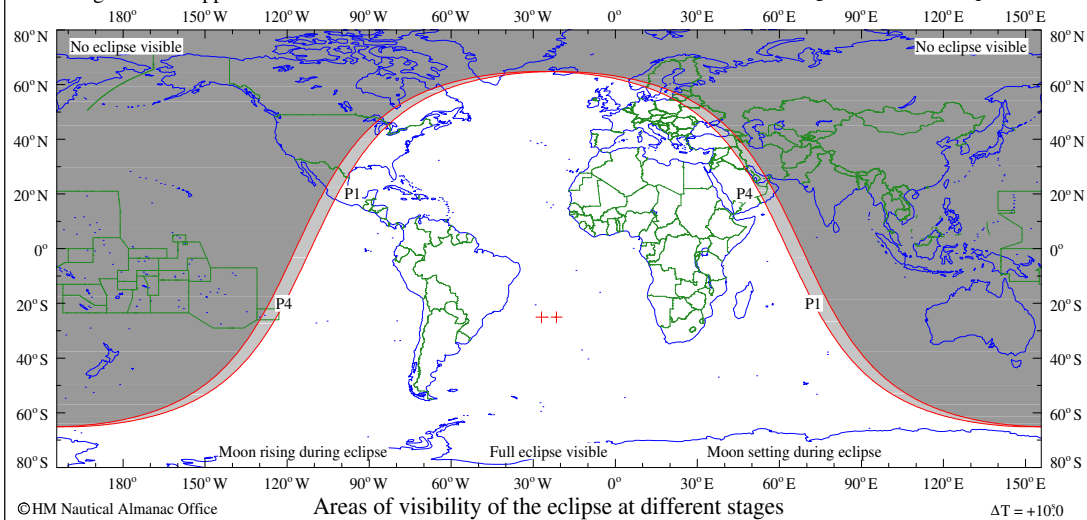 180° 150° W 120° W 90° W 60° W 30° W 0° 30° E 60° E 90° E 120° E 150° E
80° N No eclipse visible No eclipse visible 80° N
60° N 60° N
40° N 40° N
20° N P1 P4 20° N
0° 0°
20° S P4 P1 20° S
40° S 40° S
60° S 60° S
Moon rising during eclipse Full eclipse visible Moon setting during eclipse
80° S 80° S
180° 150° W 120° W 90° W 60° W 30° W 0° 30° E 60° E 90° E 120° E 150° E
©HM Nautical Almanac Office Areas of visibility of the eclipse at different stages ΔT = +10ˢ.0